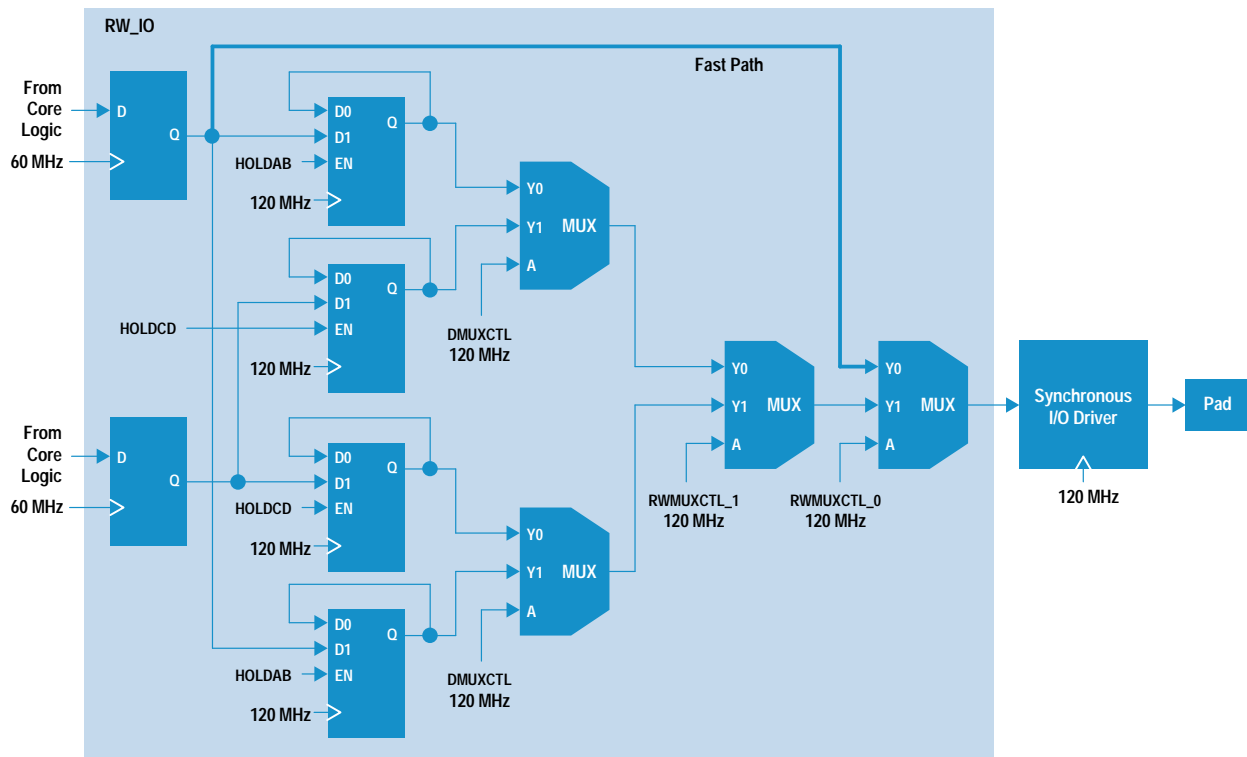 RW_IO
Fast Path
From
Core
Logic
D
Q
60 MHz
D0
D1
EN
Q
HOLDAB
120 MHz
Y0
Y1
A
MUX
DMUXCTL
120 MHz
D0
D1
EN
Q
HOLDCD
120 MHz
Y0
Y1
A
MUX
RWMUXCTL_1
120 MHz
Y0
Y1
A
MUX
RWMUXCTL_0
120 MHz
Synchronous
I/O Driver
120 MHz
Pad
From
Core
Logic
D
Q
60 MHz
D0
D1
EN
Q
HOLDCD
120 MHz
Y0
Y1
A
MUX
DMUXCTL
120 MHz
D0
D1
EN
Q
HOLDAB
120 MHz